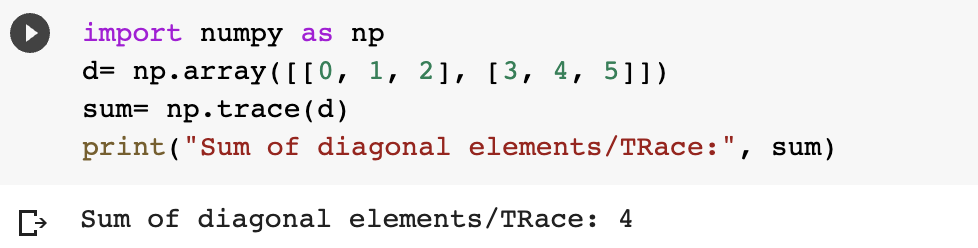 import numpy as np
d= np.array([[0, 1, 2], [3, 4, 5]])
sum= np.trace(d)
print("Sum of diagonal elements/TRace:", sum)
Sum of diagonal elements/TRace: 4